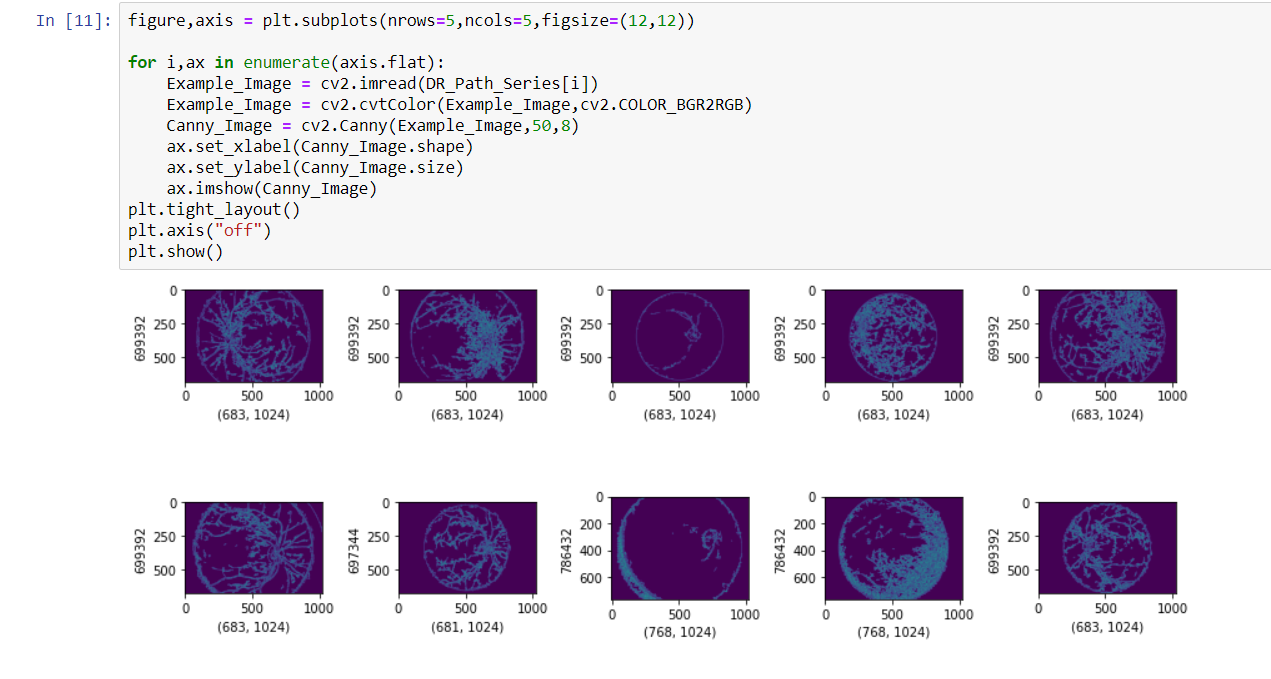 In [11]: figure,axis = plt.subplots(nrows=5,ncols=5,figsize=(12,12))
for i,ax in enumerate(axis.flat):
    Example_Image = cv2.imread(DR_Path_Series[i])
    Example_Image = cv2.cvtColor(Example_Image,cv2.COLOR_BGR2RGB)
    Canny_Image = cv2.Canny(Example_Image,50,8)
    ax.set_xlabel(Canny_Image.shape)
    ax.set_ylabel(Canny_Image.size)
    ax.imshow(Canny_Image)
plt.tight_layout()
plt.axis("off")
plt.show()
0 0 0 0 0
699392 250 699392 250 699392 250 699392 250 699392 250
500 500 500 500 500
0 500 1000 0 500 1000 0 500 1000 0 500 1000 0 500 1000
(683, 1024) (683, 1024) (683, 1024) (683, 1024) (683, 1024)
0 0 0 0 0
699392 250 697344 250 786432 200 786432 200 699392 250
500 500 400 400 500
600 600
0 500 1000 0 500 1000 0 500 1000 0 500 1000 0 500 1000
(683, 1024) (681, 1024) (768, 1024) (768, 1024) (683, 1024)